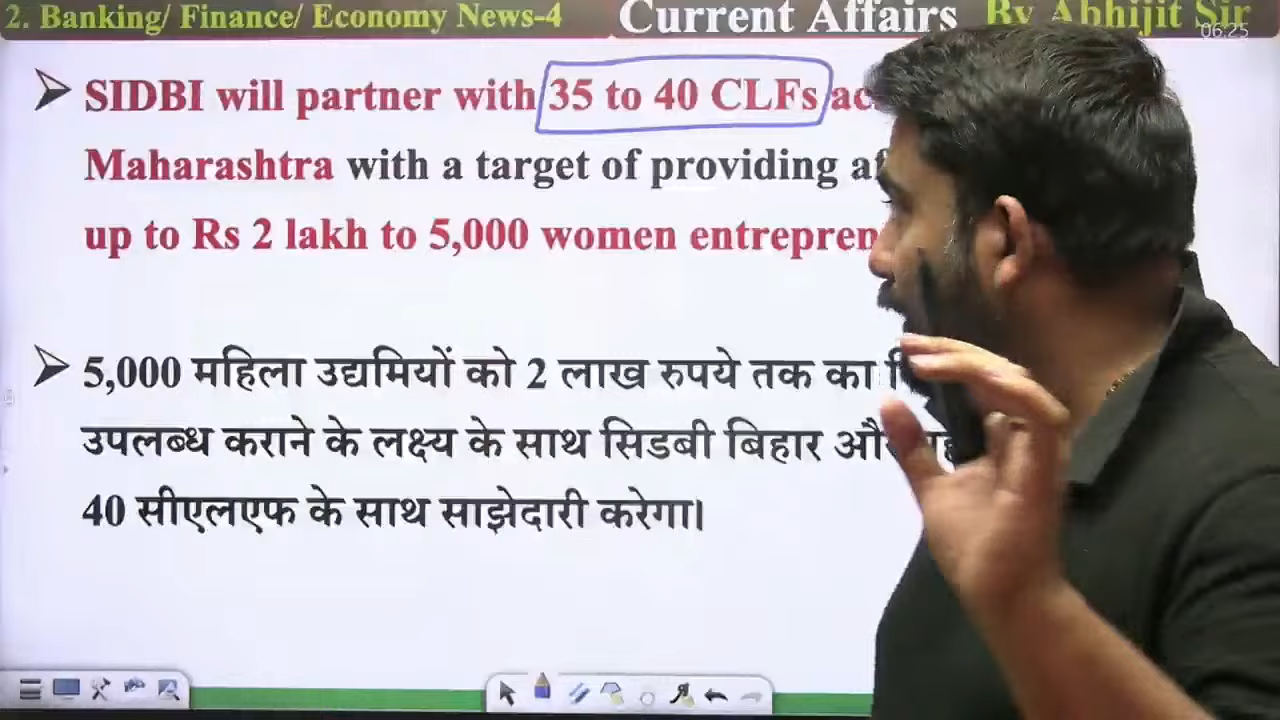 2. Banking/ Finance/ Economy News-4
Current Affairs By Abhijit Sir
06:25
SIDBI will partner with 35 to 40 CLFs
Maharashtra with a target of providing
up to Rs 2 lakh to 5,000 women
5,000 महिला उद्यमियों को 2 लाख रुपये तक का
उपलब्ध कराने के लक्ष्य के साथ सिडबी बिहार
40 सीएलएफ के साथ साझेदारी करेगा।